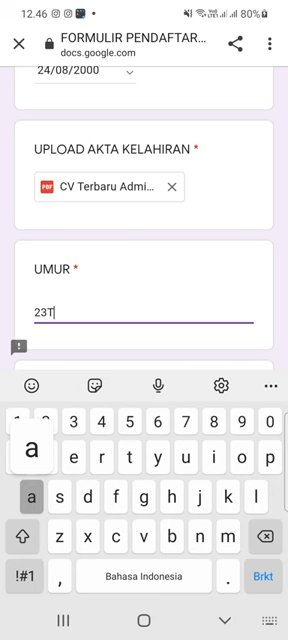 12.46 80%
FORMULIR PENDAFTAR...
docs.google.com
24/08/2000
UPLOAD AKTA KELAHIRAN *
PDF CV Terbaru Admi...
UMUR *
23T
3 4 5 6 7 8 9 0
a e r t y u i o p
a s d f g h j k l
z x c v b n m
!#1 , Bahasa Indonesia . Brkt